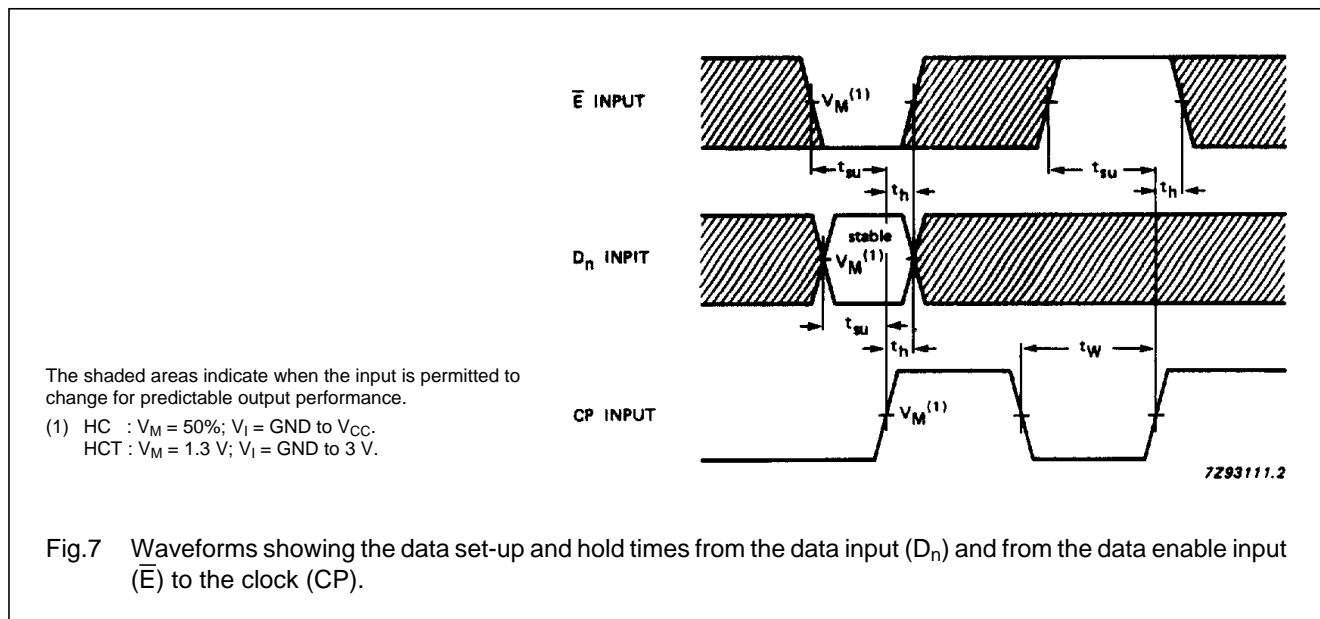 E̅ INPUT
V_M(1)
t_su
t_h
t_su
t_h
D_n INPIT
stable
V_M(1)
t_su
t_h
t_W
CP INPUT
V_M(1)
7Z93111.2
The shaded areas indicate when the input is permitted to
change for predictable output performance.
(1) HC : V_M = 50%; V_I = GND to V_CC.
HCT : V_M = 1.3 V; V_I = GND to 3 V.
Fig.7 Waveforms showing the data set-up and hold times from the data input (D_n) and from the data enable input
(E̅) to the clock (CP).